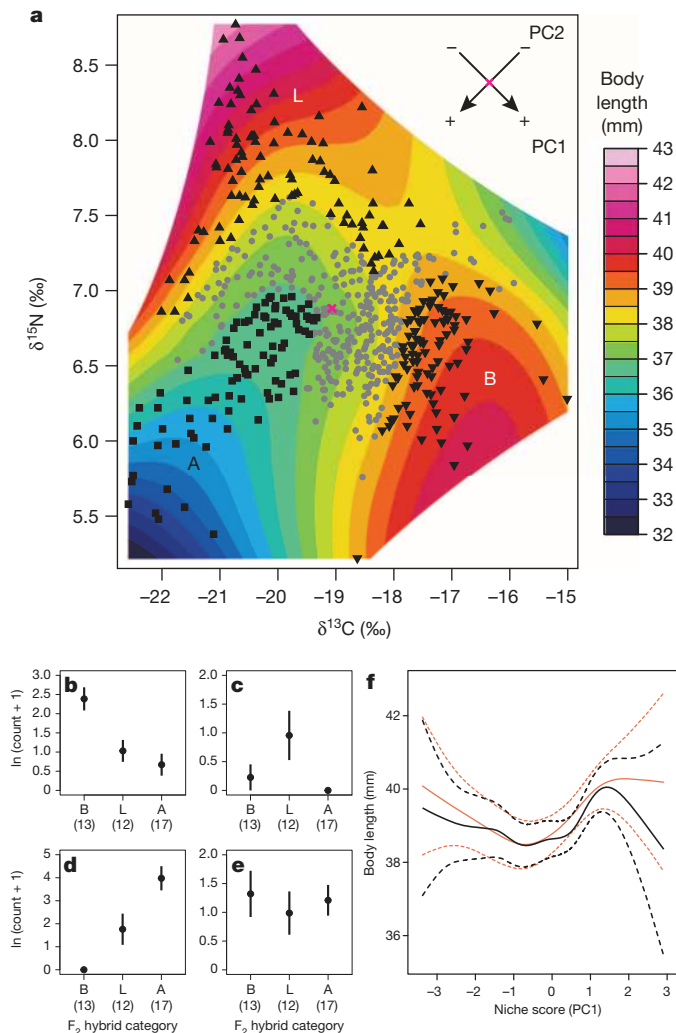 a
PC2
PC1
− −
+ +
L
A
B
Body
length
(mm)
43
42
41
40
39
38
37
36
35
34
33
32
δ¹⁵N (‰)
8.5
8.0
7.5
7.0
6.5
6.0
5.5
−22 −21 −20 −19 −18 −17 −16 −15
δ¹³C (‰)
b
ln (count + 1)
3.0
2.5
2.0
1.5
1.0
0.5
0
B L A
(13) (12) (17)
c
2.0
1.5
1.0
0.5
0
B L A
(13) (12) (17)
d
ln (count + 1)
5
4
3
2
1
0
B L A
(13) (12) (17)
F₂ hybrid category
e
2.0
1.5
1.0
0.5
0
B L A
(13) (12) (17)
F₂ hybrid category
f
Body length (mm)
42
40
38
36
−3 −2 −1 0 1 2 3
Niche score (PC1)